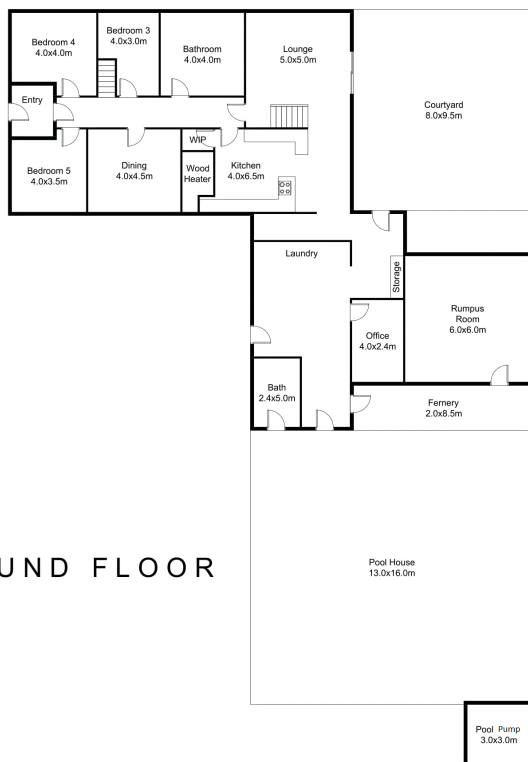 Bedroom 4
4.0x4.0m
Bedroom 3
4.0x3.0m
Bathroom
4.0x4.0m
Lounge
5.0x5.0m
Courtyard
8.0x9.5m
Entry
Bedroom 5
4.0x3.5m
Dining
4.0x4.5m
WIP
Wood
Heater
Kitchen
4.0x6.5m
Laundry
Storage
Rumpus
Room
6.0x6.0m
Office
4.0x2.4m
Bath
2.4x5.0m
Fernery
2.0x8.5m
UND FLOOR
Pool House
13.0x16.0m
Pool Pump
3.0x3.0m